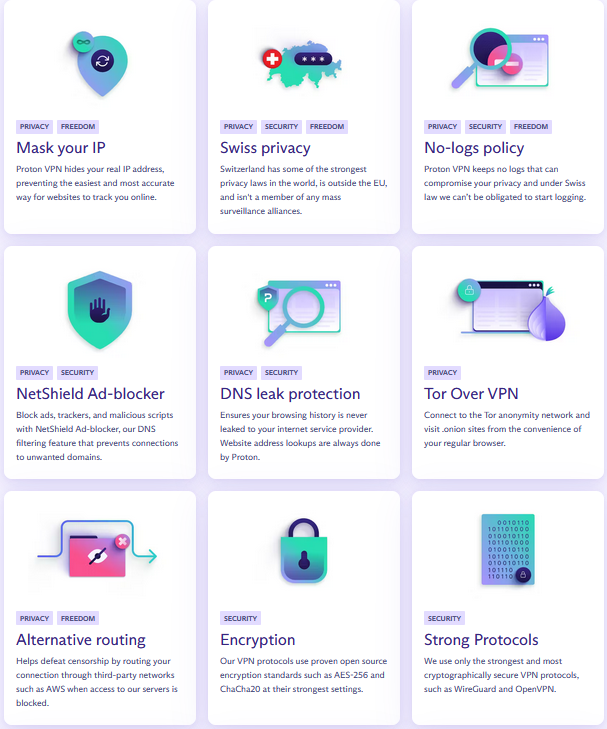 PRIVACY FREEDOM
Mask your IP
Proton VPN hides your real IP address,
preventing the easiest and most accurate
way for websites to track you online.
PRIVACY SECURITY FREEDOM
Swiss privacy
Switzerland has some of the strongest
privacy laws in the world, is outside the EU,
and isn't a member of any mass
surveillance alliances.
PRIVACY SECURITY FREEDOM
No-logs policy
Proton VPN keeps no logs that can
compromise your privacy and under Swiss
law we can't be obligated to start logging.
PRIVACY SECURITY
NetShield Ad-blocker
Block ads, trackers, and malicious scripts
with NetShield Ad-blocker, our DNS
filtering feature that prevents connections
to unwanted domains.
PRIVACY SECURITY
DNS leak protection
Ensures your browsing history is never
leaked to your internet service provider.
Website address lookups are always done
by Proton.
PRIVACY
Tor Over VPN
Connect to the Tor anonymity network and
visit .onion sites from the convenience of
your regular browser.
PRIVACY FREEDOM
Alternative routing
Helps defeat censorship by routing your
connection through third-party networks
such as AWS when access to our servers is
blocked.
SECURITY
Encryption
Our VPN protocols use proven open source
encryption standards such as AES-256 and
ChaCha20 at their strongest settings.
SECURITY
Strong Protocols
We use only the strongest and most
cryptographically secure VPN protocols,
such as WireGuard and OpenVPN.